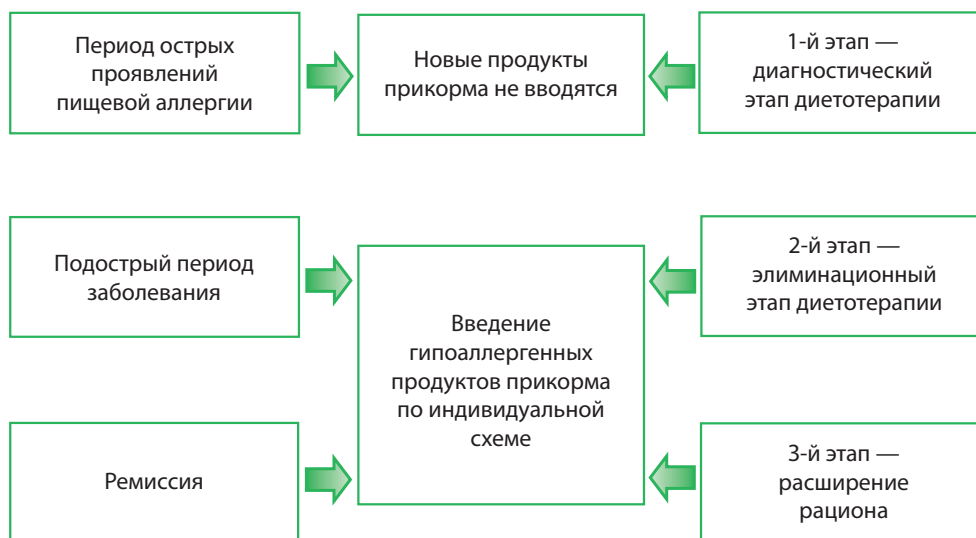 Период острых
проявлений
пищевой аллергии
Новые продукты
прикорма не вводятся
1-й этап —
диагностический
этап диетотерапии
Подострый период
заболевания
Введение
гипоаллергенных
продуктов прикорма
по индивидуальной
схеме
2-й этап —
элиминационный
этап диетотерапии
Ремиссия
3-й этап —
расширение
рациона